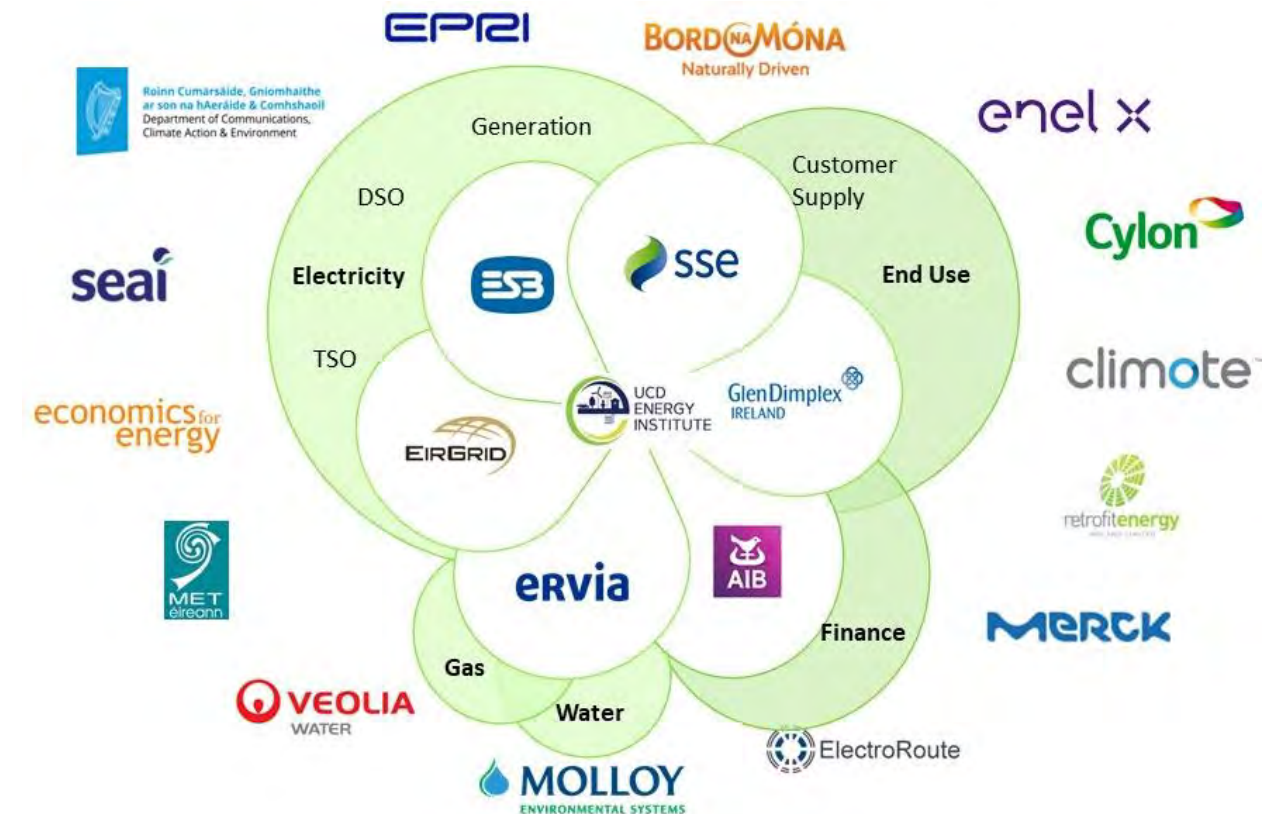 EPRI
BORD NA MÓNA
Naturally Driven
Roinn Cumarsáide, Gníomhaithe
ar son na hAeráide & Comhshaoil
Department of Communications,
Climate Action & Environment
enel x
Generation
Customer
Supply
DSO
Cylon
seai
Electricity
ESB
sse
End Use
TSO
climote
economics for
energy
EIRGRID
UCD
ENERGY
INSTITUTE
GlenDimplex
IRELAND
retrofitenergy
MET
éireann
eRvia
AIB
Finance
MERCK
Gas
VEOLIA
WATER
Water
ElectroRoute
MOLLOY
ENVIRONMENTAL SYSTEMS